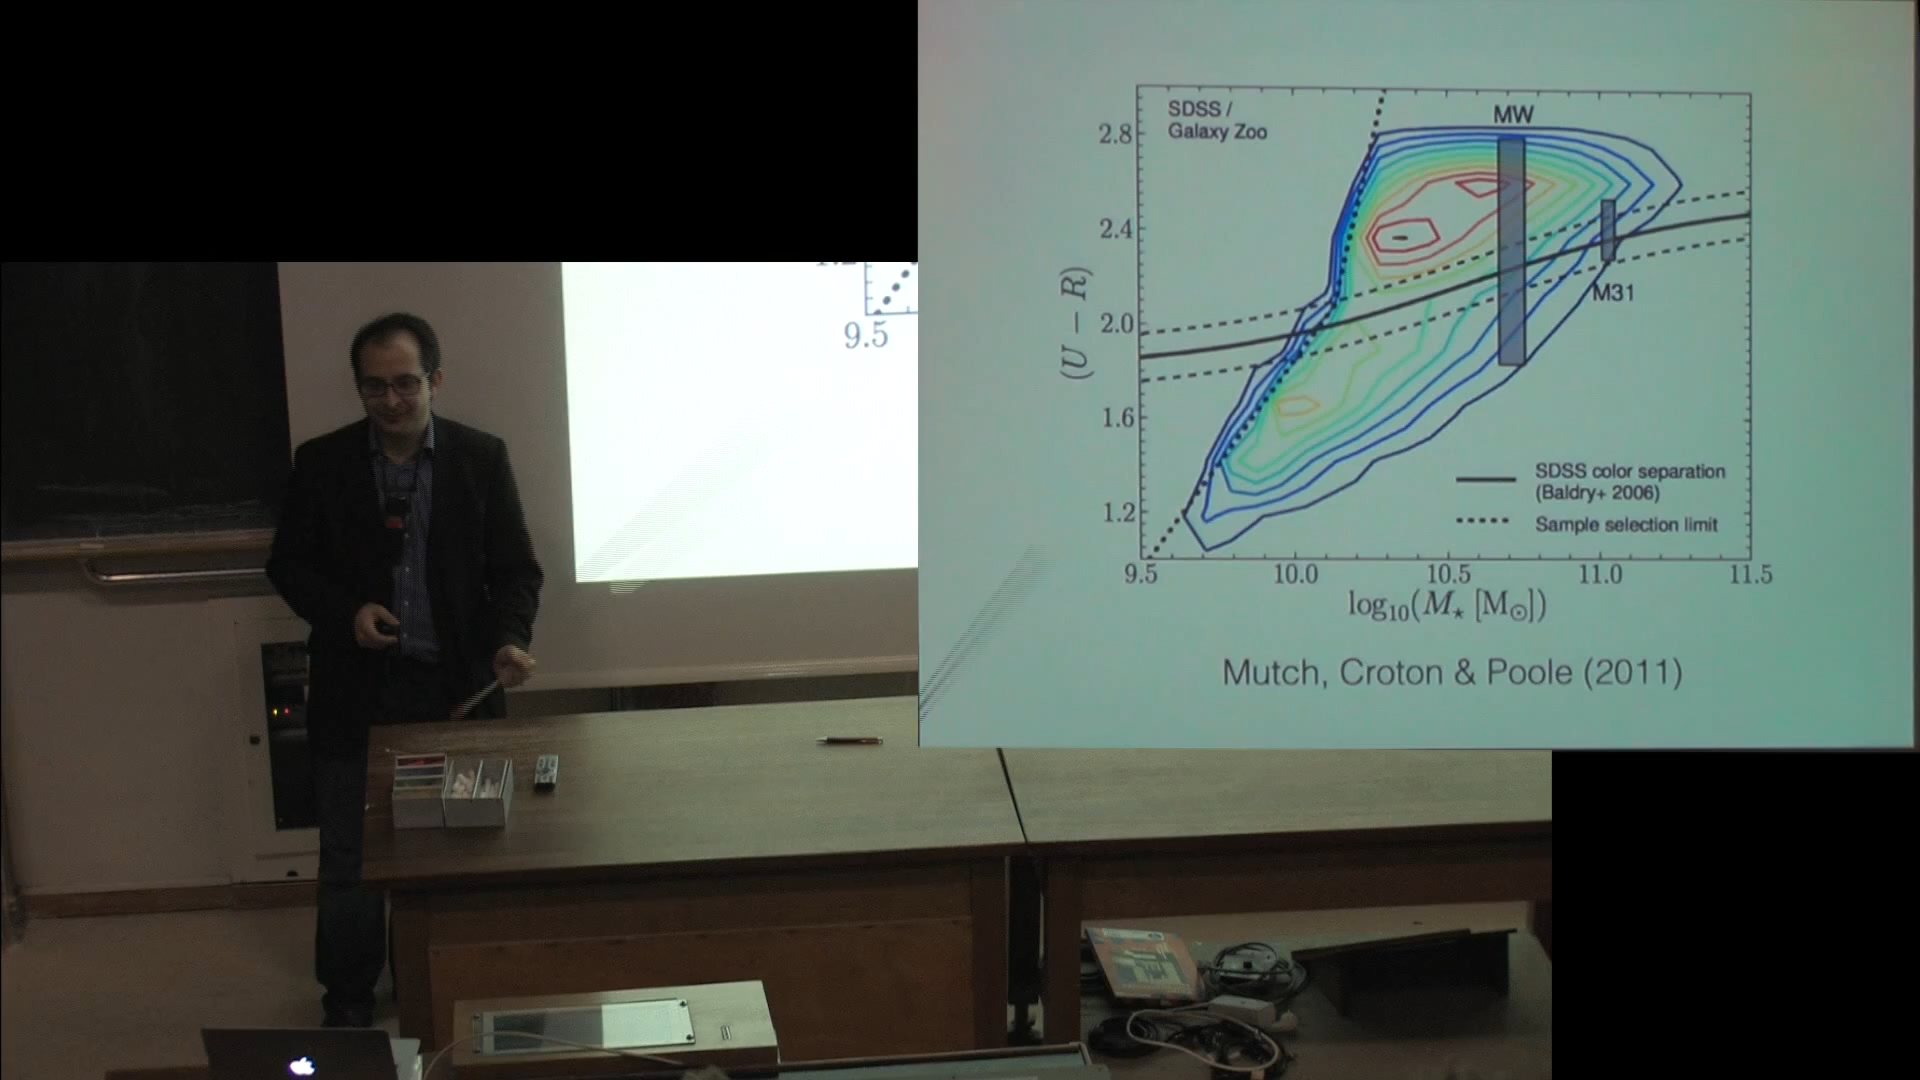 SDSS /
Galaxy Zoo
MW
M31
2.8
2.4
2.0
1.6
1.2
(U − R)
SDSS color separation
(Baldry+ 2006)
Sample selection limit
9.5 10.0 10.5 11.0 11.5
log₁₀(M⋆ [M⊙])
Mutch, Croton & Poole (2011)
9.5